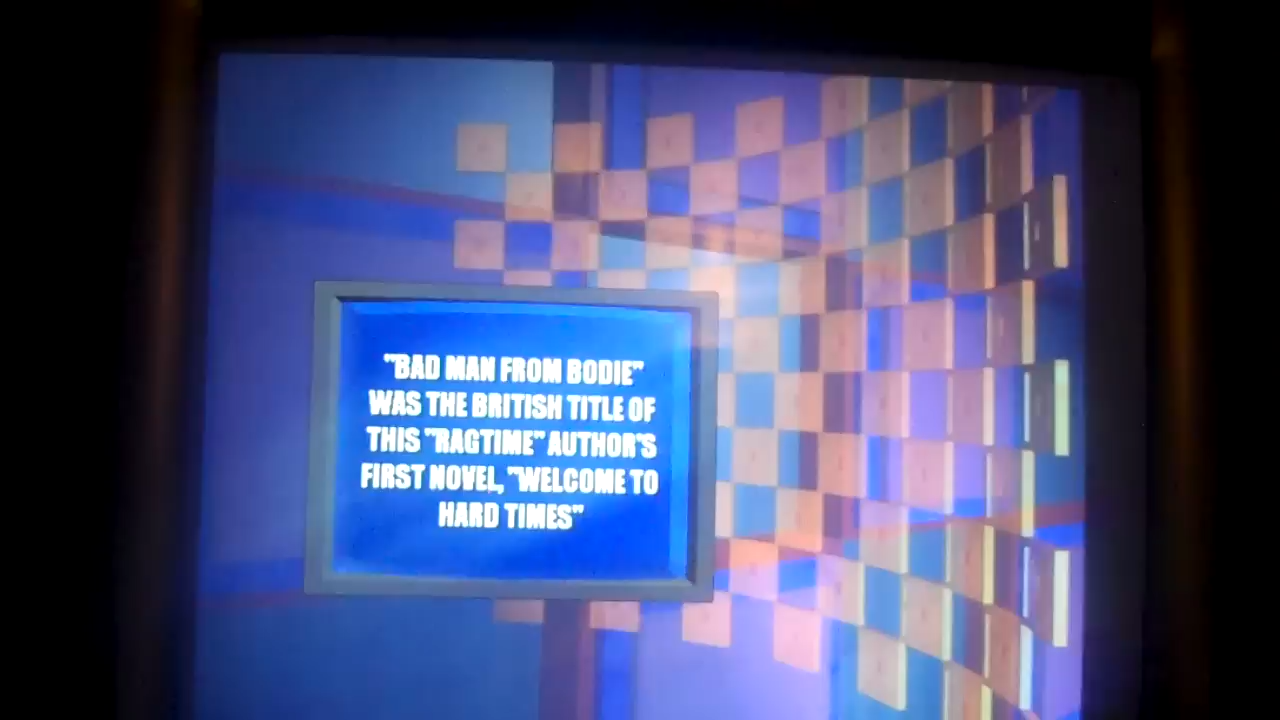 "BAD MAN FROM BODIE"
WAS THE BRITISH TITLE OF
THIS "RAGTIME" AUTHOR'S
FIRST NOVEL, "WELCOME TO
HARD TIMES"